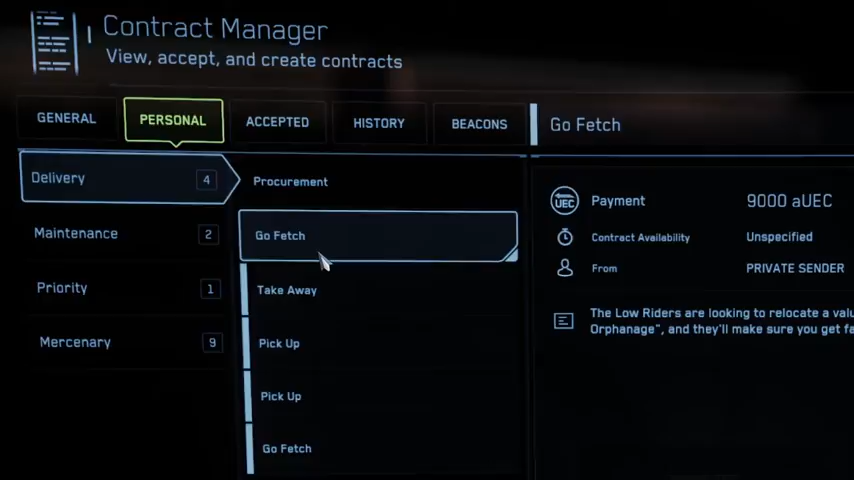 Contract Manager
View, accept, and create contracts
GENERAL
PERSONAL
ACCEPTED
HISTORY
BEACONS
Go Fetch
Delivery
4
Maintenance
2
Priority
1
Mercenary
9
Procurement
Go Fetch
Take Away
Pick Up
Pick Up
Go Fetch
UEC
Payment
9000 aUEC
Contract Availability
Unspecified
From
PRIVATE SENDER
The Low Riders are looking to relocate a
Orphanage", and they'll make sure you get